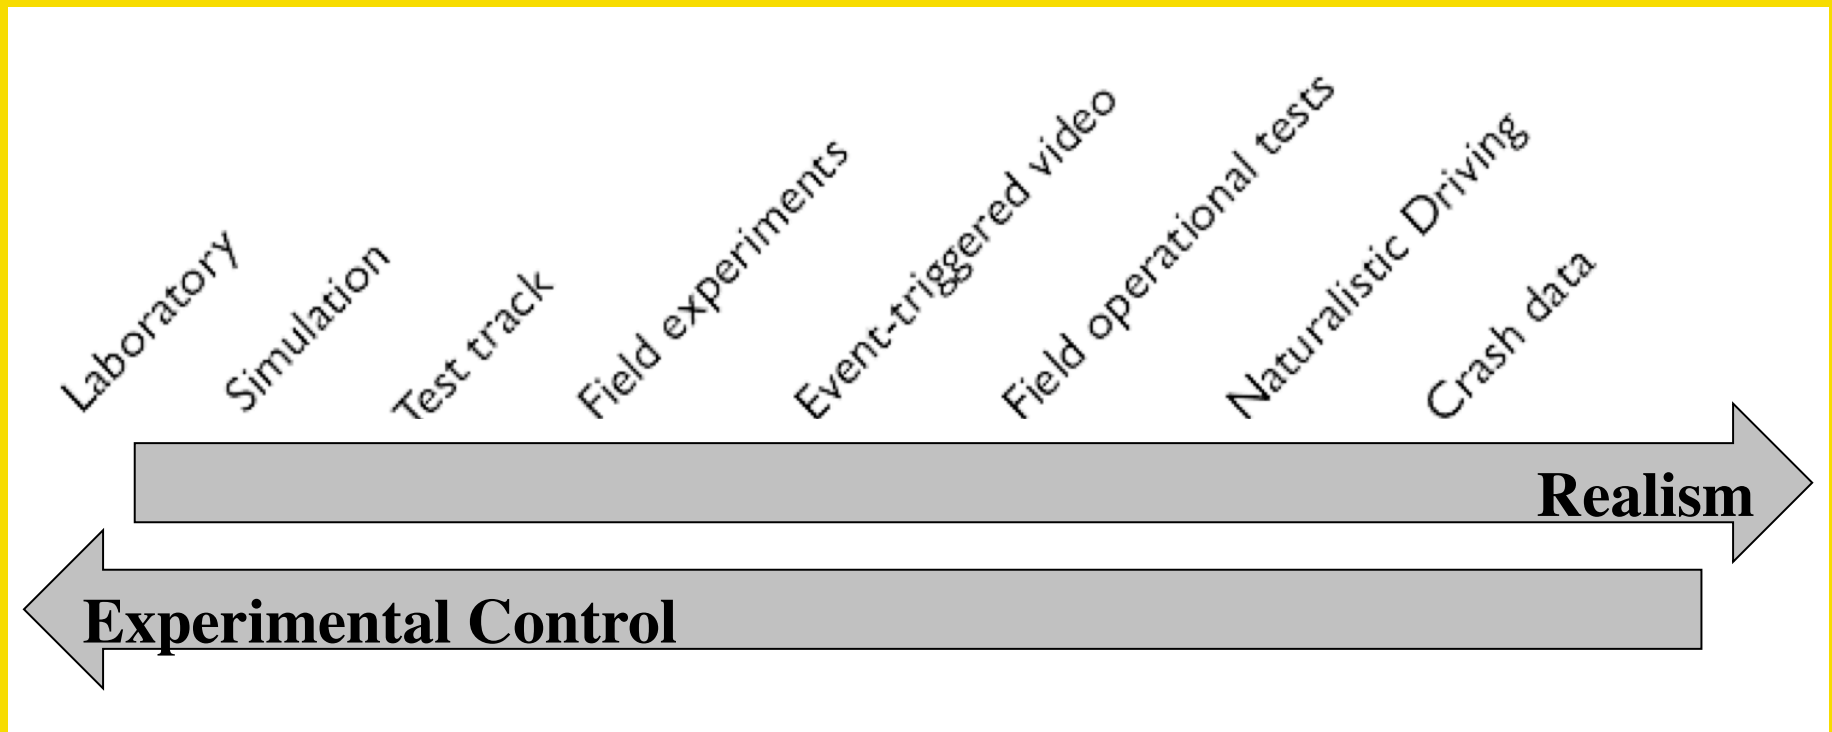 Laboratory
Simulation
Test track
Field experiments
Event-triggered video
Field operational tests
Naturalistic Driving
Crash data
Realism
Experimental Control